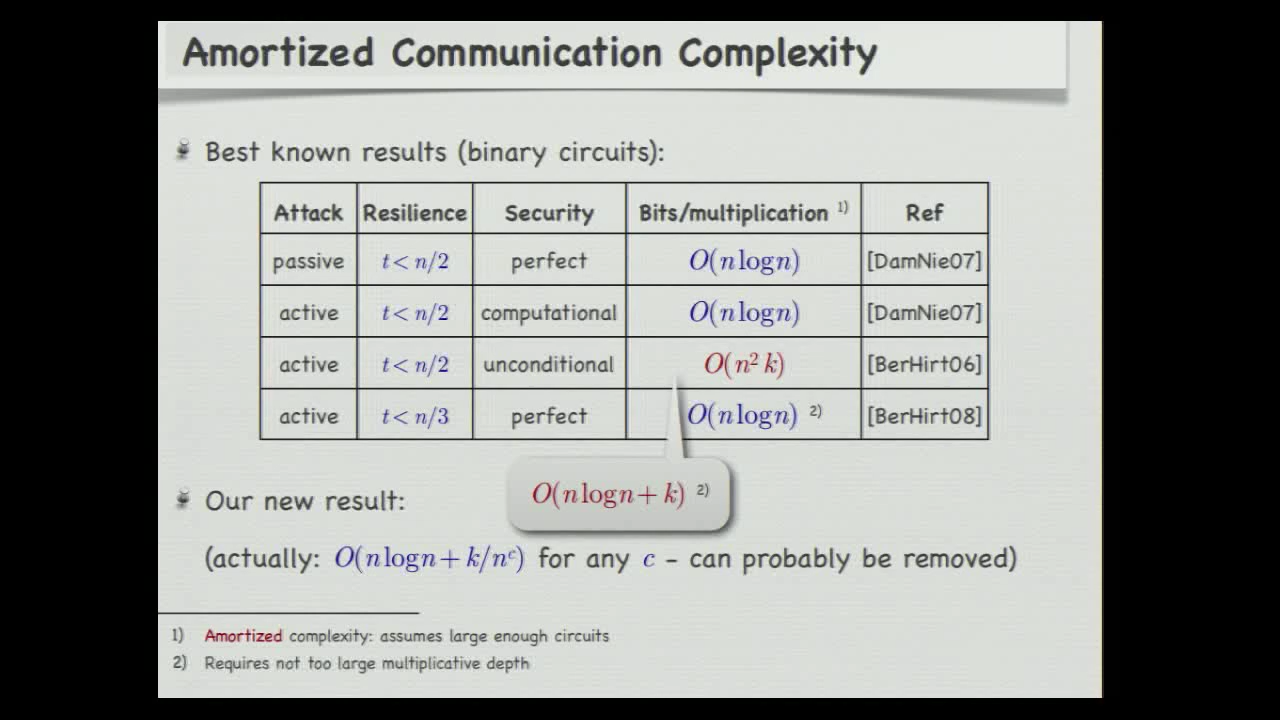 Amortized Communication Complexity
Best known results (binary circuits):
Attack Resilience Security Bits/multiplication 1) Ref
passive t < n/2 perfect O(n log n) [DamNie07]
active t < n/2 computational O(n log n) [DamNie07]
active t < n/2 unconditional O(n² k) [BerHirt06]
active t < n/3 perfect O(n log n) 2) [BerHirt08]
Our new result: O(n log n + k) 2)
(actually: O(n log n + k/nᶜ) for any c - can probably be removed)
1) Amortized complexity: assumes large enough circuits
2) Requires not too large multiplicative depth